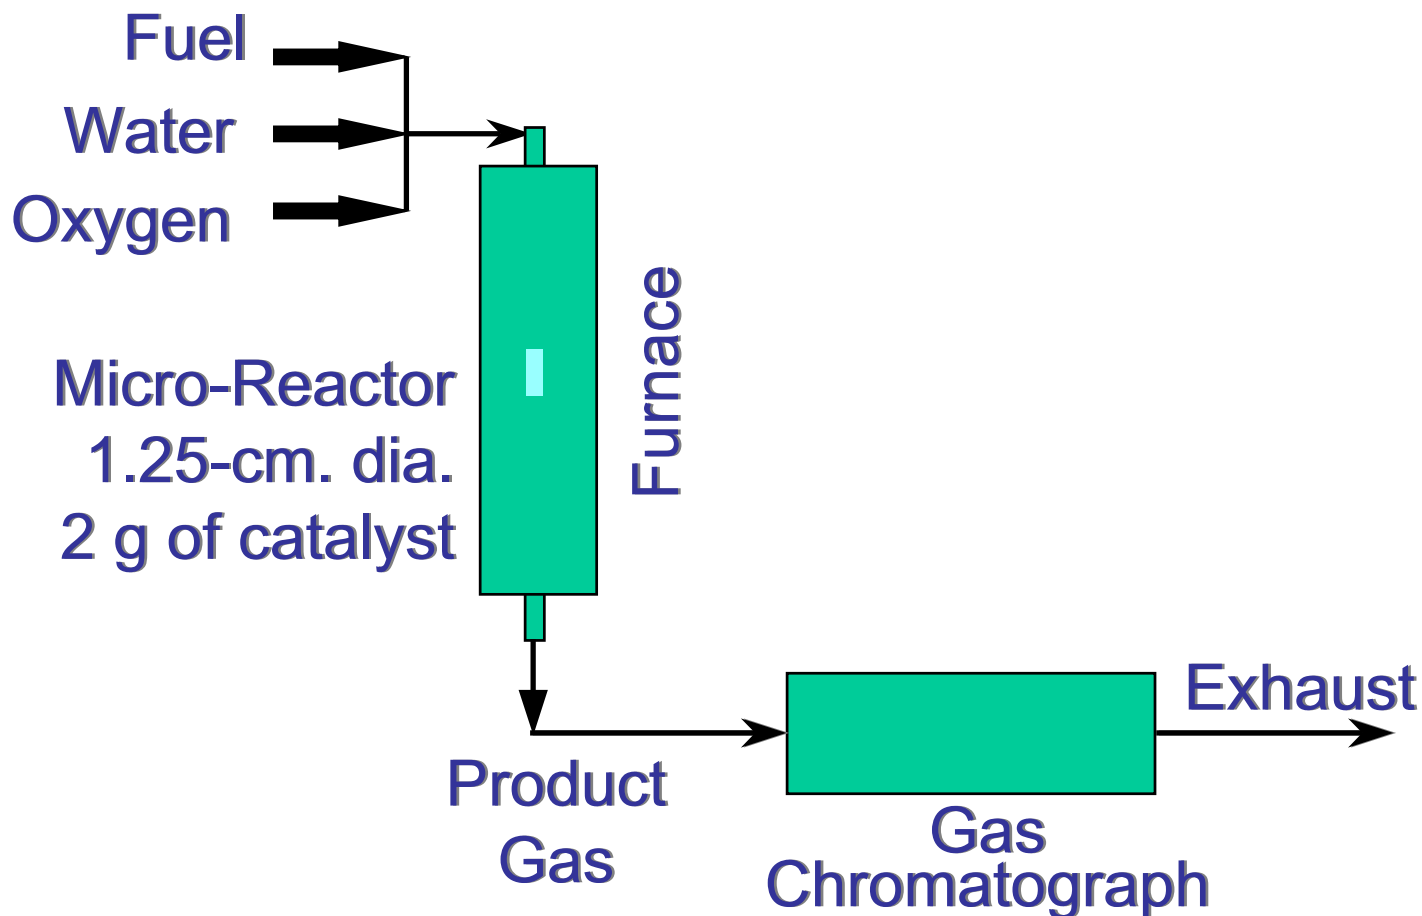 Fuel
Water
Oxygen
Furnace
Micro-Reactor
1.25-cm. dia.
2 g of catalyst
Product
Gas
Exhaust
Gas
Chromatograph